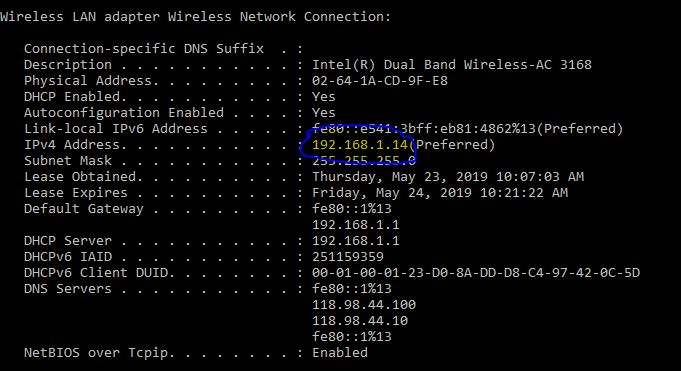 Wireless LAN adapter Wireless Network Connection:
Connection-specific DNS Suffix . :
Description . . . . . . . . . . . : Intel(R) Dual Band Wireless-AC 3168
Physical Address. . . . . . . . . : 02-64-1A-CD-9F-E8
DHCP Enabled. . . . . . . . . . . : Yes
Autoconfiguration Enabled . . . . : Yes
Link-local IPv6 Address . . . . . : fe80::e541:3bff:eb81:4862%13(Preferred)
IPv4 Address. . . . . . . . . . . : 192.168.1.14(Preferred)
Subnet Mask . . . . . . . . . . . : 255.255.255.0
Lease Obtained. . . . . . . . . . : Thursday, May 23, 2019 10:07:03 AM
Lease Expires . . . . . . . . . . : Friday, May 24, 2019 10:21:22 AM
Default Gateway . . . . . . . . . : fe80::1%13
192.168.1.1
DHCP Server . . . . . . . . . . . : 192.168.1.1
DHCPv6 IAID . . . . . . . . . . . : 251159359
DHCPv6 Client DUID. . . . . . . . : 00-01-00-01-23-D0-8A-DD-D8-C4-97-42-0C-5D
DNS Servers . . . . . . . . . . . : fe80::1%13
118.98.44.100
118.98.44.10
fe80::1%13
NetBIOS over Tcpip. . . . . . . . : Enabled